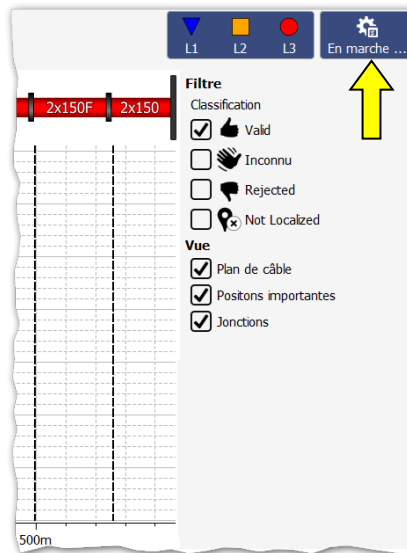 L1 L2 L3 En marche ...
2x150F 2x150
Filtre
Classification
Valid
Inconnu
Rejected
Not Localized
Vue
Plan de câble
Positons importantes
Jonctions
500m